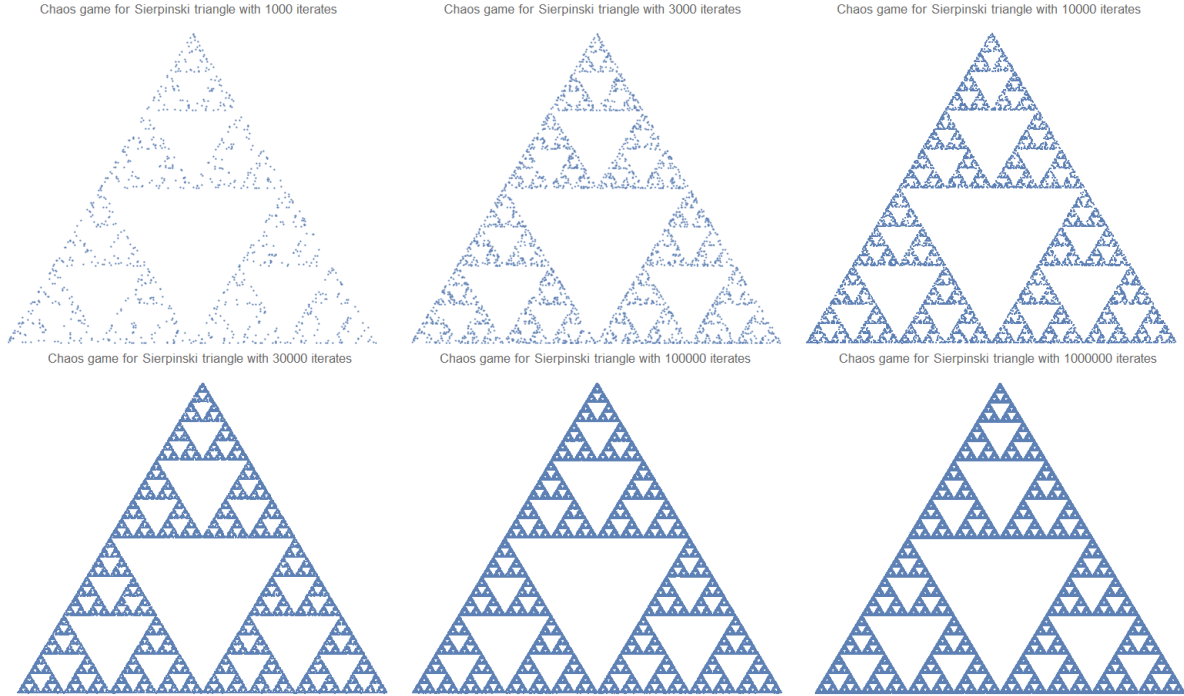 Chaos game for Sierpinski triangle with 1000 iterates
Chaos game for Sierpinski triangle with 3000 iterates
Chaos game for Sierpinski triangle with 10000 iterates
Chaos game for Sierpinski triangle with 30000 iterates
Chaos game for Sierpinski triangle with 100000 iterates
Chaos game for Sierpinski triangle with 1000000 iterates